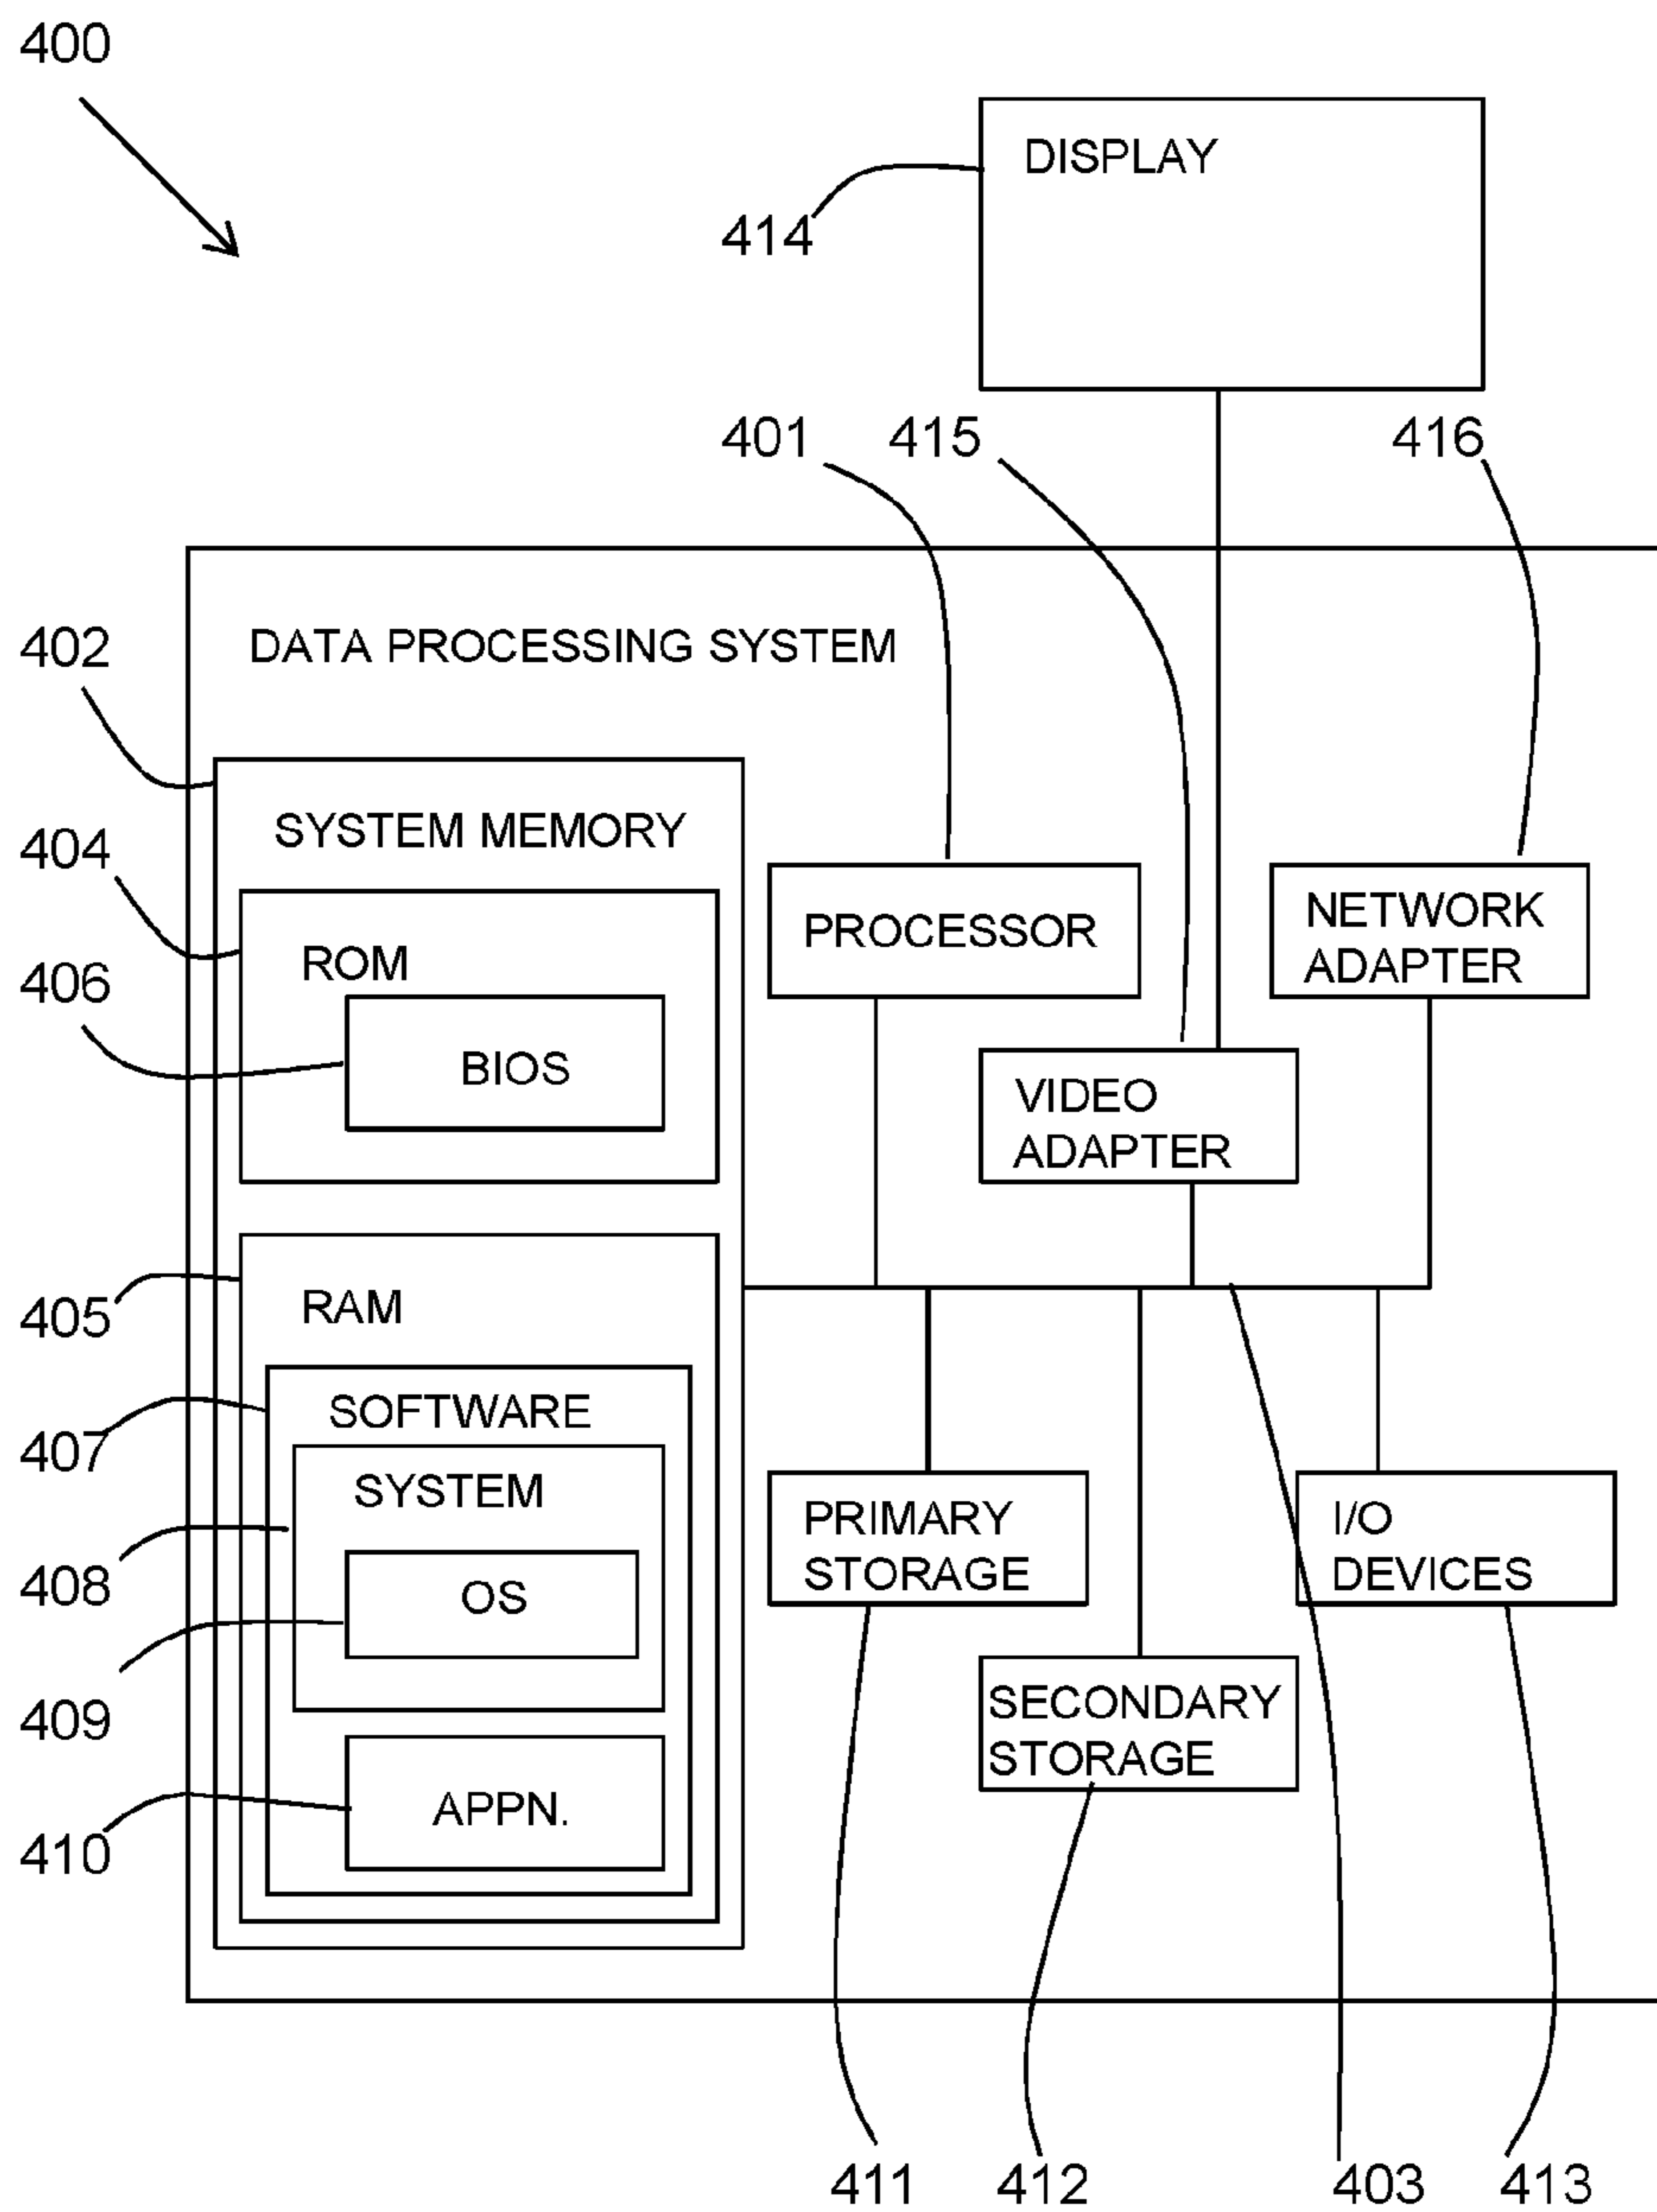 400
DISPLAY
414
401
415
416
402
DATA PROCESSING SYSTEM
SYSTEM MEMORY
404
PROCESSOR
NETWORK
ADAPTER
ROM
406
BIOS
VIDEO
ADAPTER
405
RAM
407
SOFTWARE
SYSTEM
408
OS
PRIMARY
STORAGE
I/O
DEVICES
409
SECONDARY
STORAGE
410
APPN.
411
412
403
413